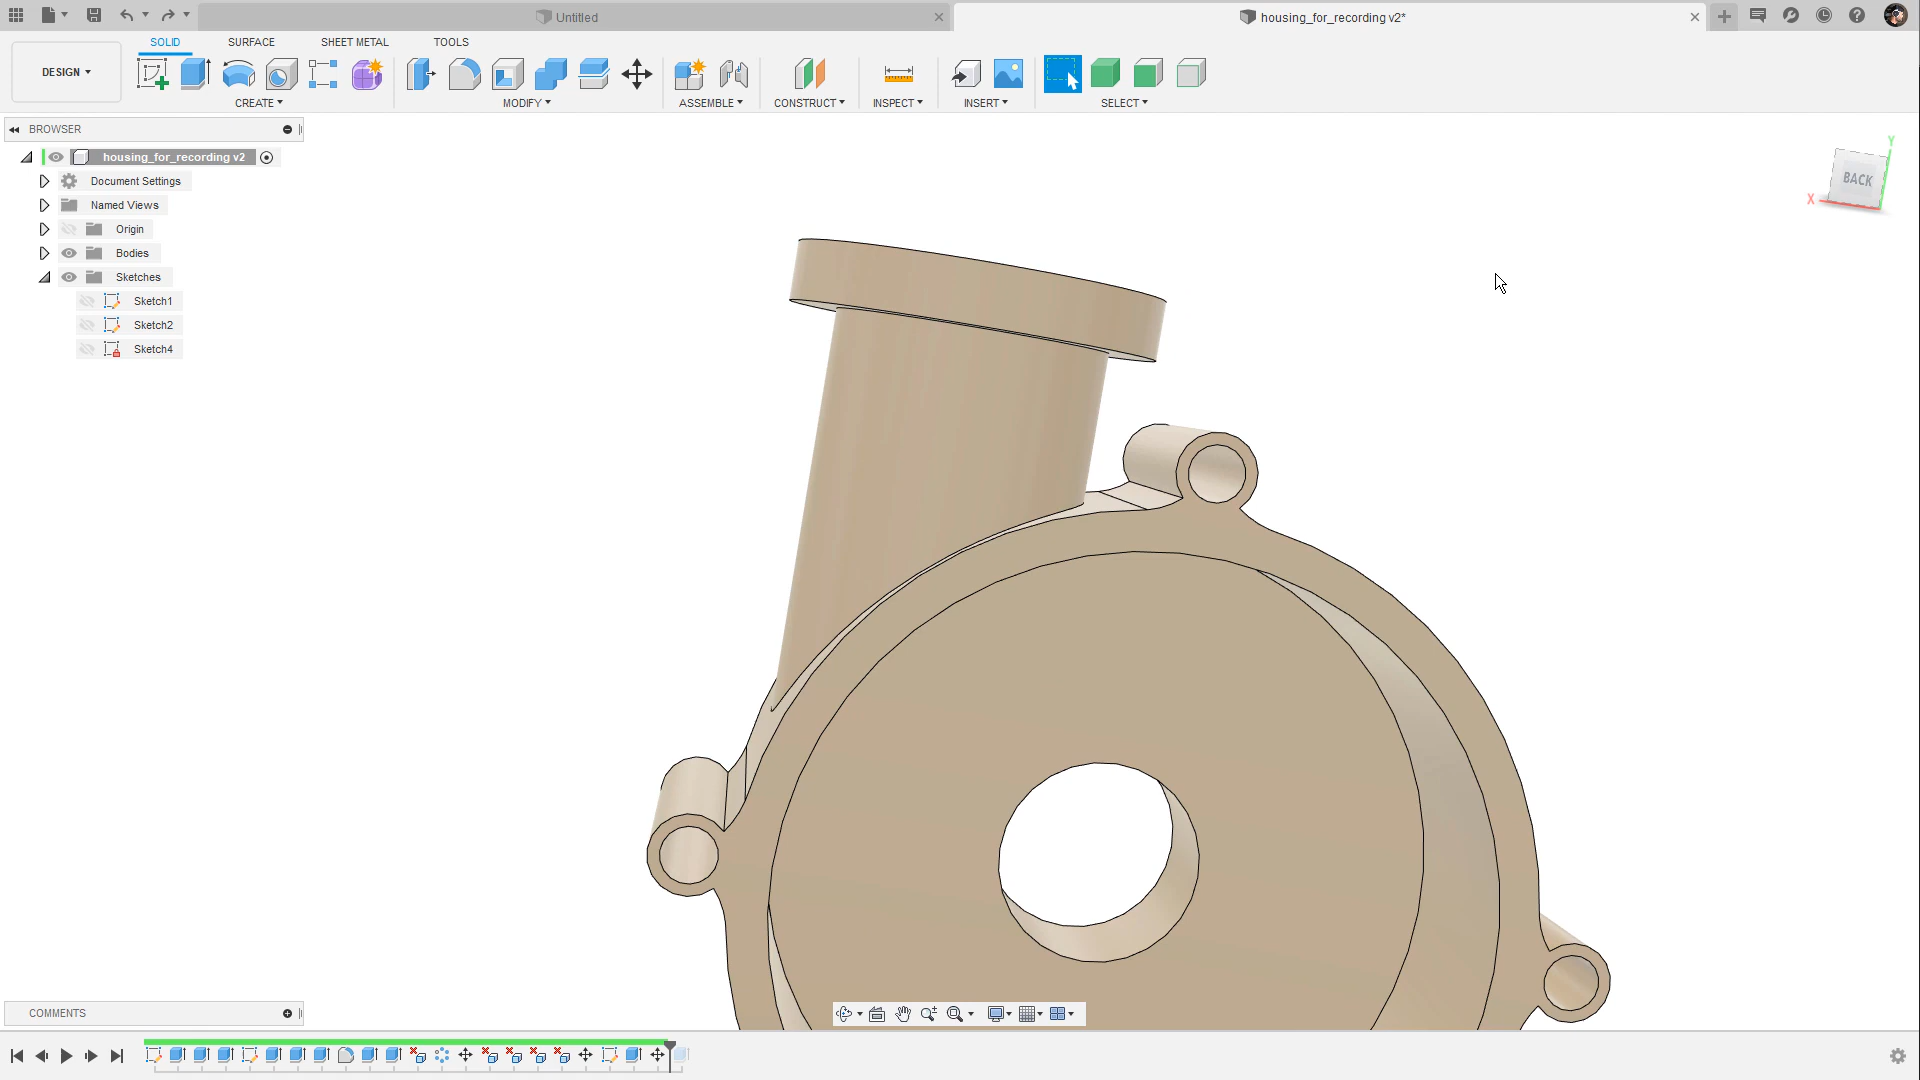 Untitled
housing_for_recording v2*
SOLID
SURFACE
SHEET METAL
TOOLS
DESIGN
CREATE
MODIFY
ASSEMBLE
CONSTRUCT
INSPECT
INSERT
SELECT
BROWSER
housing_for_recording v2
Document Settings
Named Views
Origin
Bodies
Sketches
Sketch1
Sketch2
Sketch4
Y
BACK
X
COMMENTS